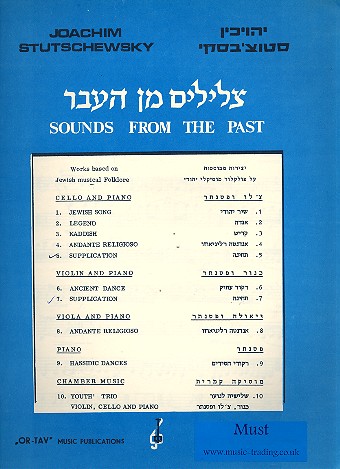 JOACHIM
STUTSCHEWSKY
יהויכין
סטוצ'בסקי
צלילים מן העבר
SOUNDS FROM THE PAST
Works based on
Jewish musical Folklore
יצירות מבוססות
על פולקלור מוסיקלי יהודי
CELLO AND PIANO
צ'לו ופסנתר
1. JEWISH SONG
1. שיר יהודי
2. LEGEND
2. אגדה
3. KADDISH
3. קדיש
4. ANDANTE RELIGIOSO
4. אנדנטה רליגיוזו
5. SUPPLICATION
5. תחינה
VIOLIN AND PIANO
כנור ופסנתר
6. ANCIENT DANCE
6. רקוד עתיק
7. SUPPLICATION
7. תחינה
VIOLA AND PIANO
ויאולה ופסנתר
8. ANDANTE RELIGIOSO
8. אנדנטה רליגיוזו
PIANO
פסנתר
9. HASSIDIC DANCES
9. רקודי חסידים
CHAMBER MUSIC
מוסיקה קמרית
10. YOUTH' TRIO
10. שלישיה לנוער
VIOLIN, CELLO AND PIANO
כנור, צ'לו ופסנתר
„OR-TAV" MUSIC PUBLICATIONS
Must
www.music-trading.co.uk